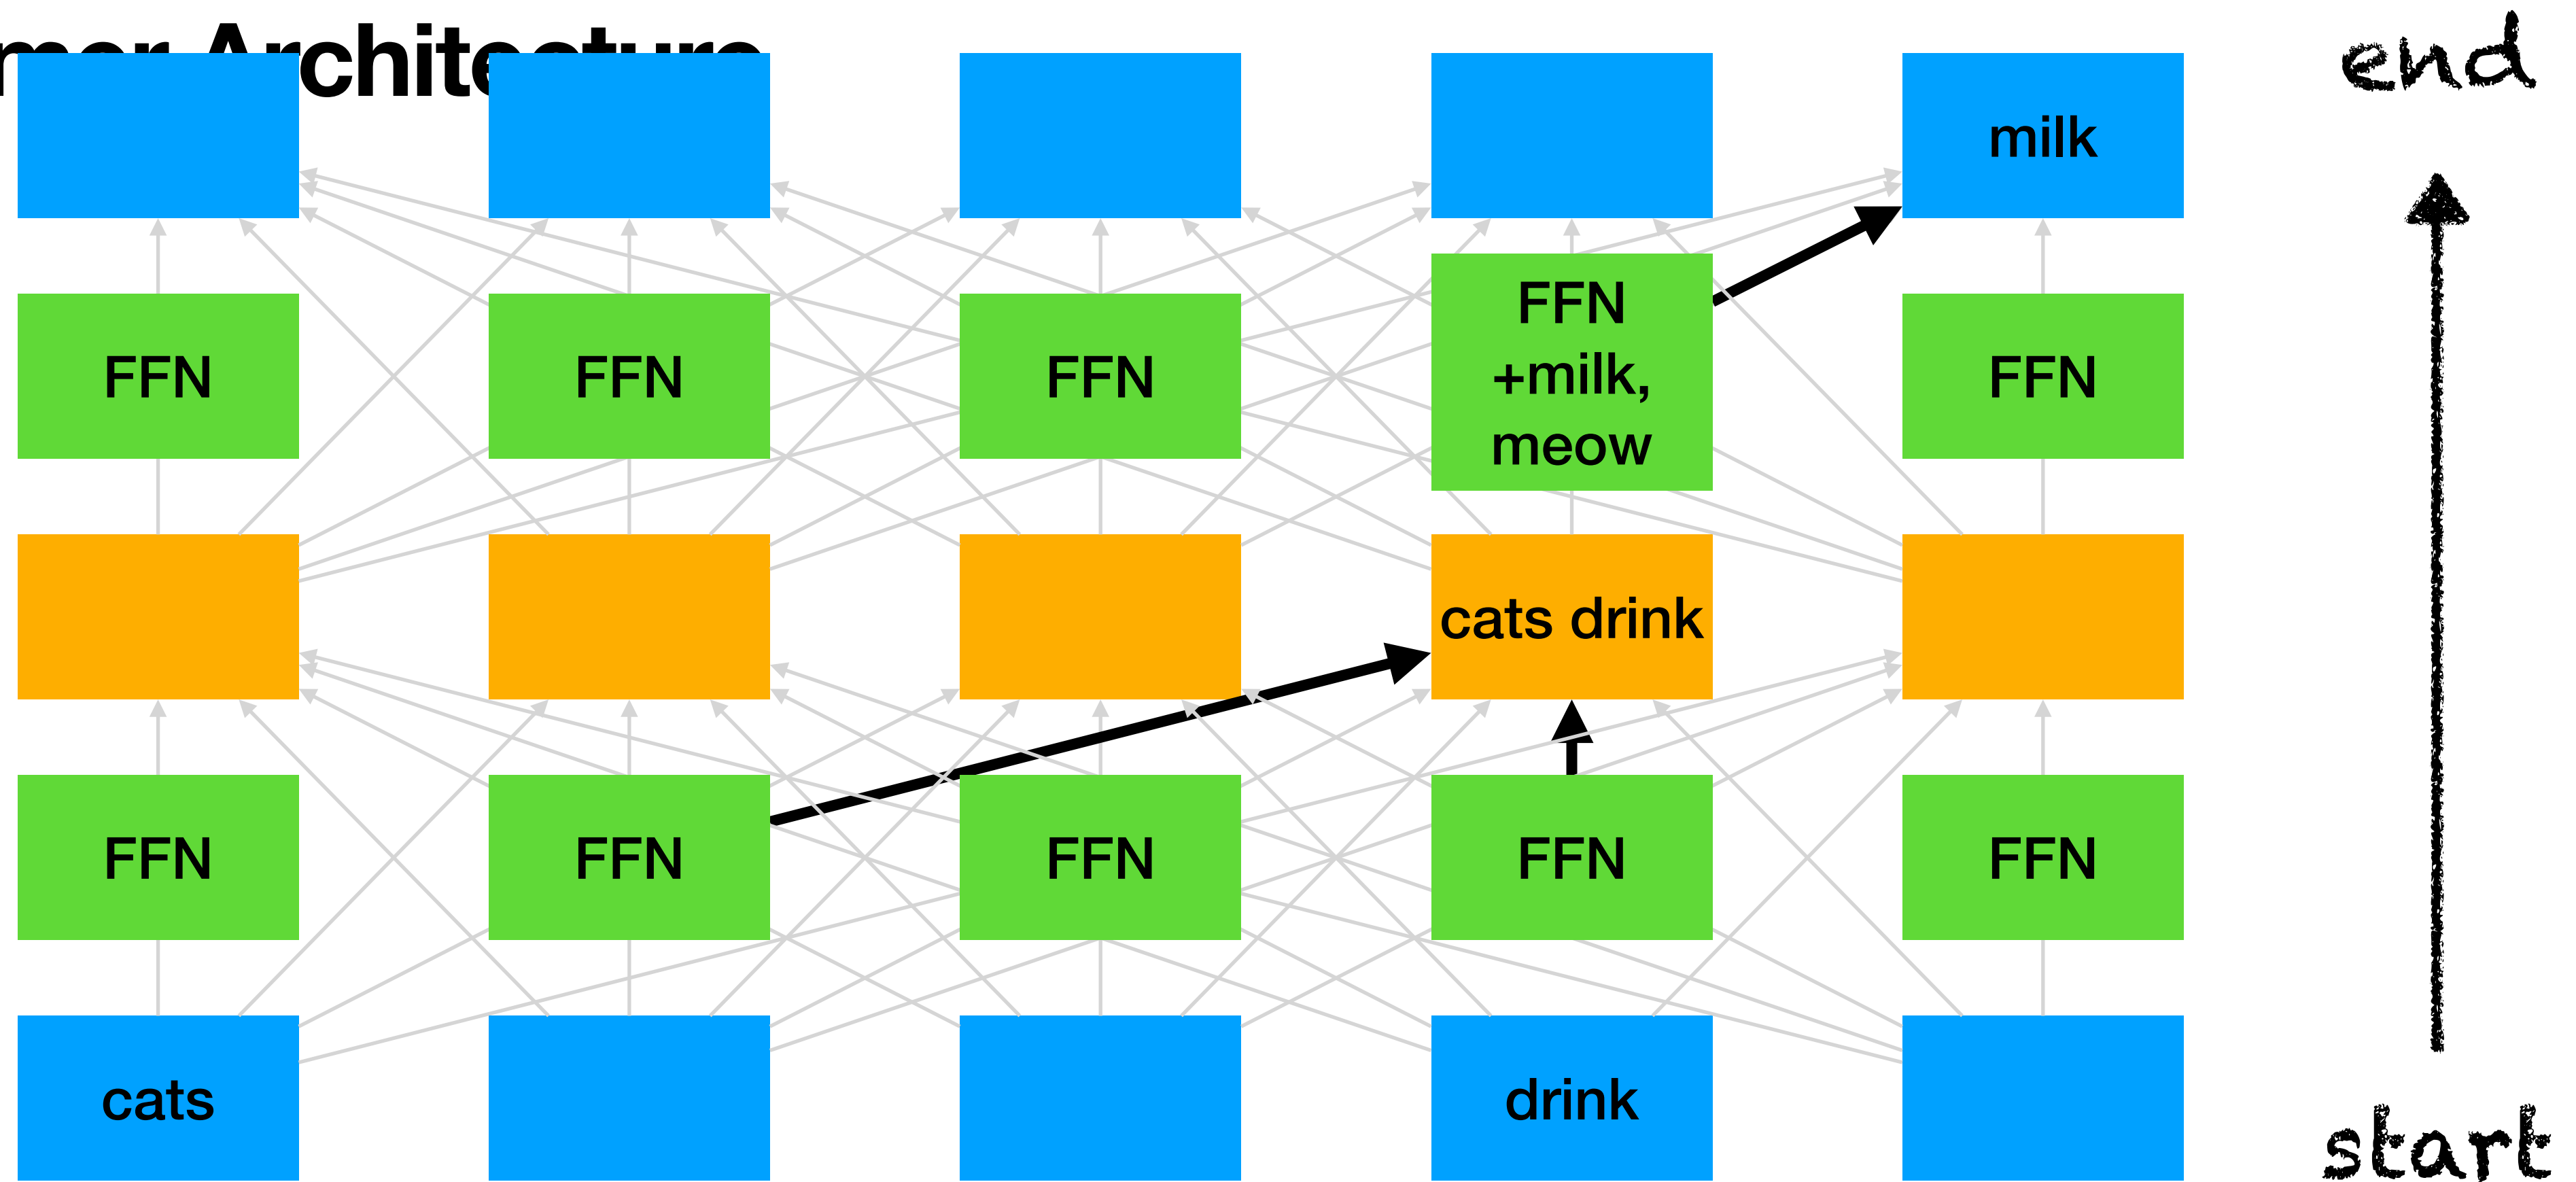 Architecture
end
milk
FFN
FFN
FFN
FFN
+milk,
meow
FFN
cats drink
FFN
FFN
FFN
FFN
FFN
cats
drink
start